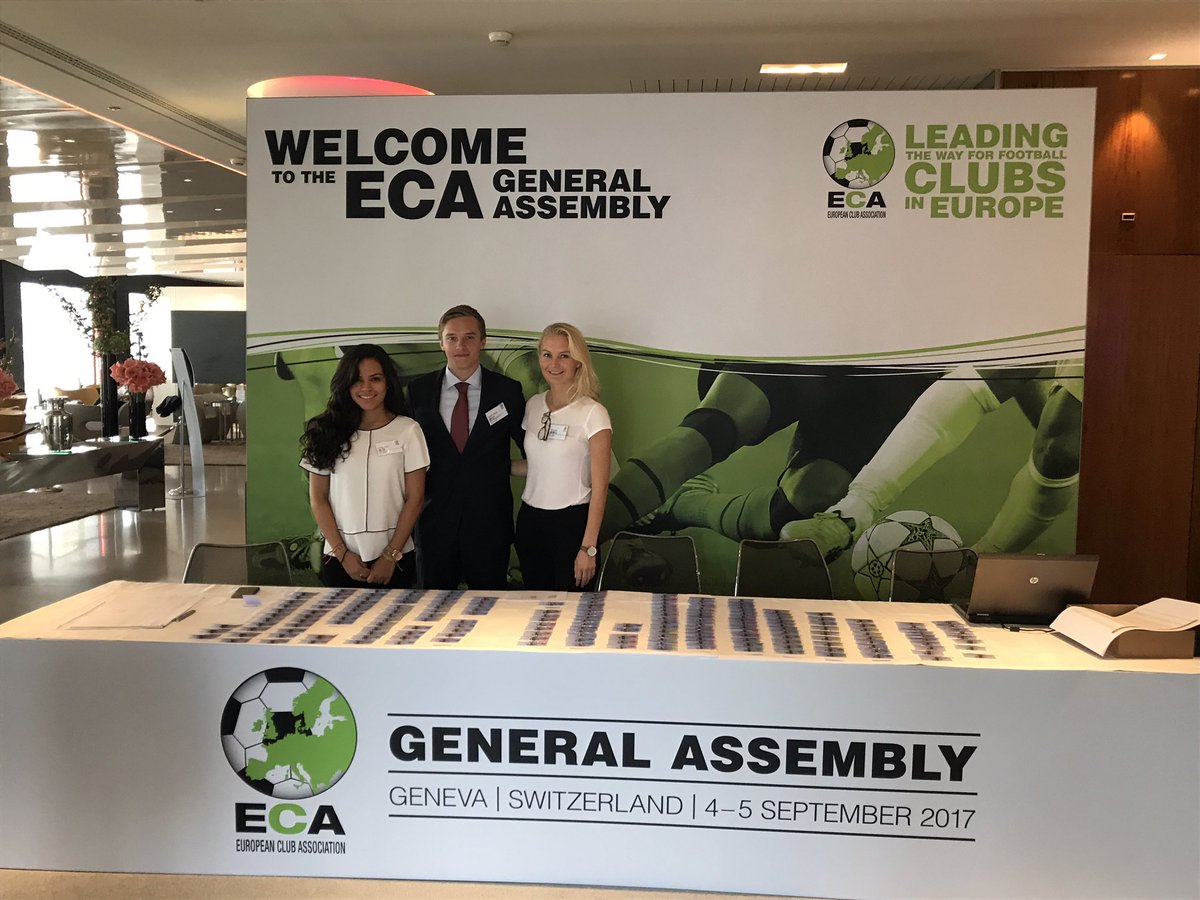 WELCOME
TO THE ECA GENERAL ASSEMBLY
ECA
EUROPEAN CLUB ASSOCIATION
LEADING
THE WAY FOR FOOTBALL
CLUBS
IN EUROPE
hp
ECA
EUROPEAN CLUB ASSOCIATION
GENERAL ASSEMBLY
GENEVA | SWITZERLAND | 4–5 SEPTEMBER 2017